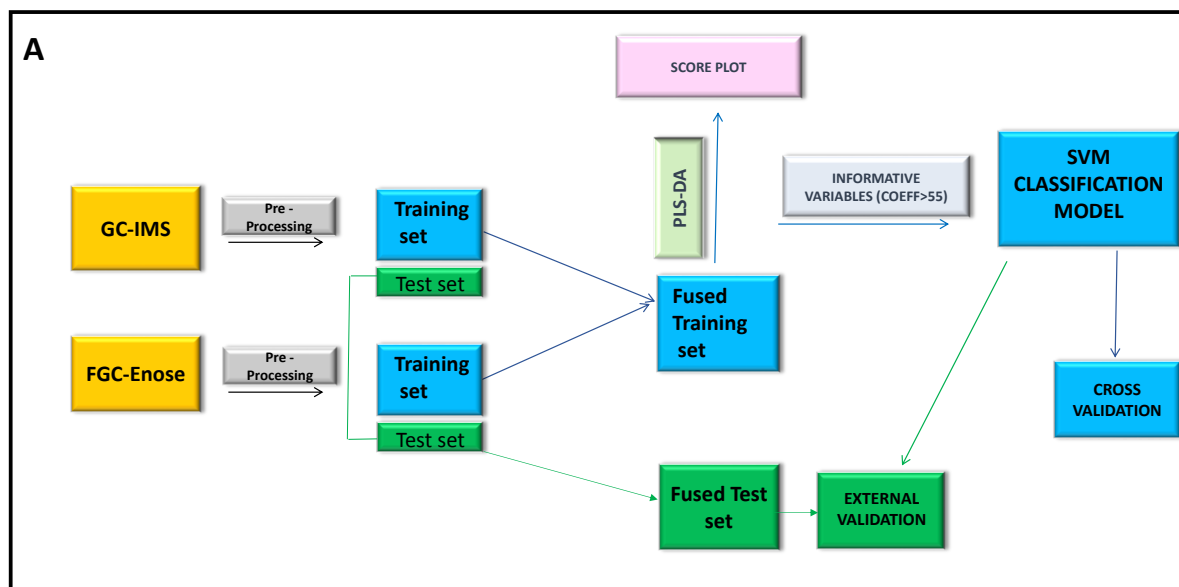 A
SCORE PLOT
PLS-DA
INFORMATIVE
VARIABLES (COEFF>55)
SVM
CLASSIFICATION
MODEL
GC-IMS
Pre -
Processing
Training
set
Test set
Fused
Training
set
FGC-Enose
Pre -
Processing
Training
set
Test set
CROSS
VALIDATION
Fused Test
set
EXTERNAL
VALIDATION